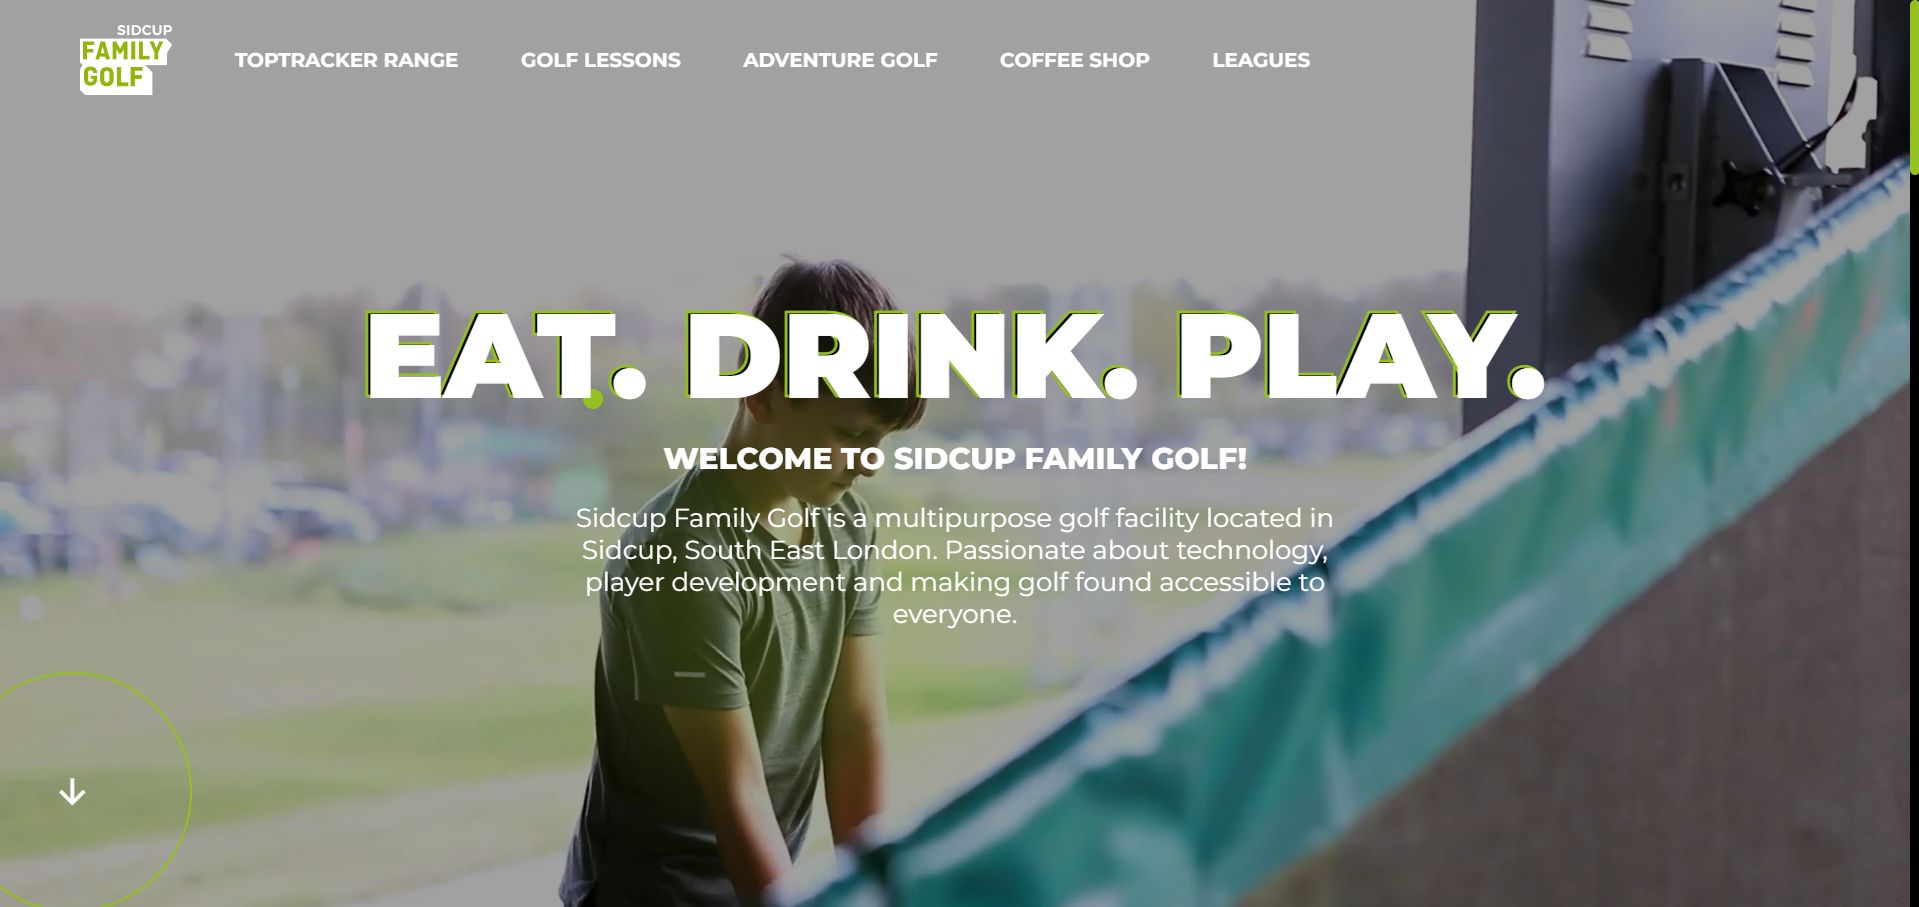 SIDCUP
FAMILY
GOLF
TOPTRACKER RANGE
GOLF LESSONS
ADVENTURE GOLF
COFFEE SHOP
LEAGUES
EAT. DRINK. PLAY.
WELCOME TO SIDCUP FAMILY GOLF!
Sidcup Family Golf is a multipurpose golf facility located in
Sidcup, South East London. Passionate about technology,
player development and making golf found accessible to
everyone.